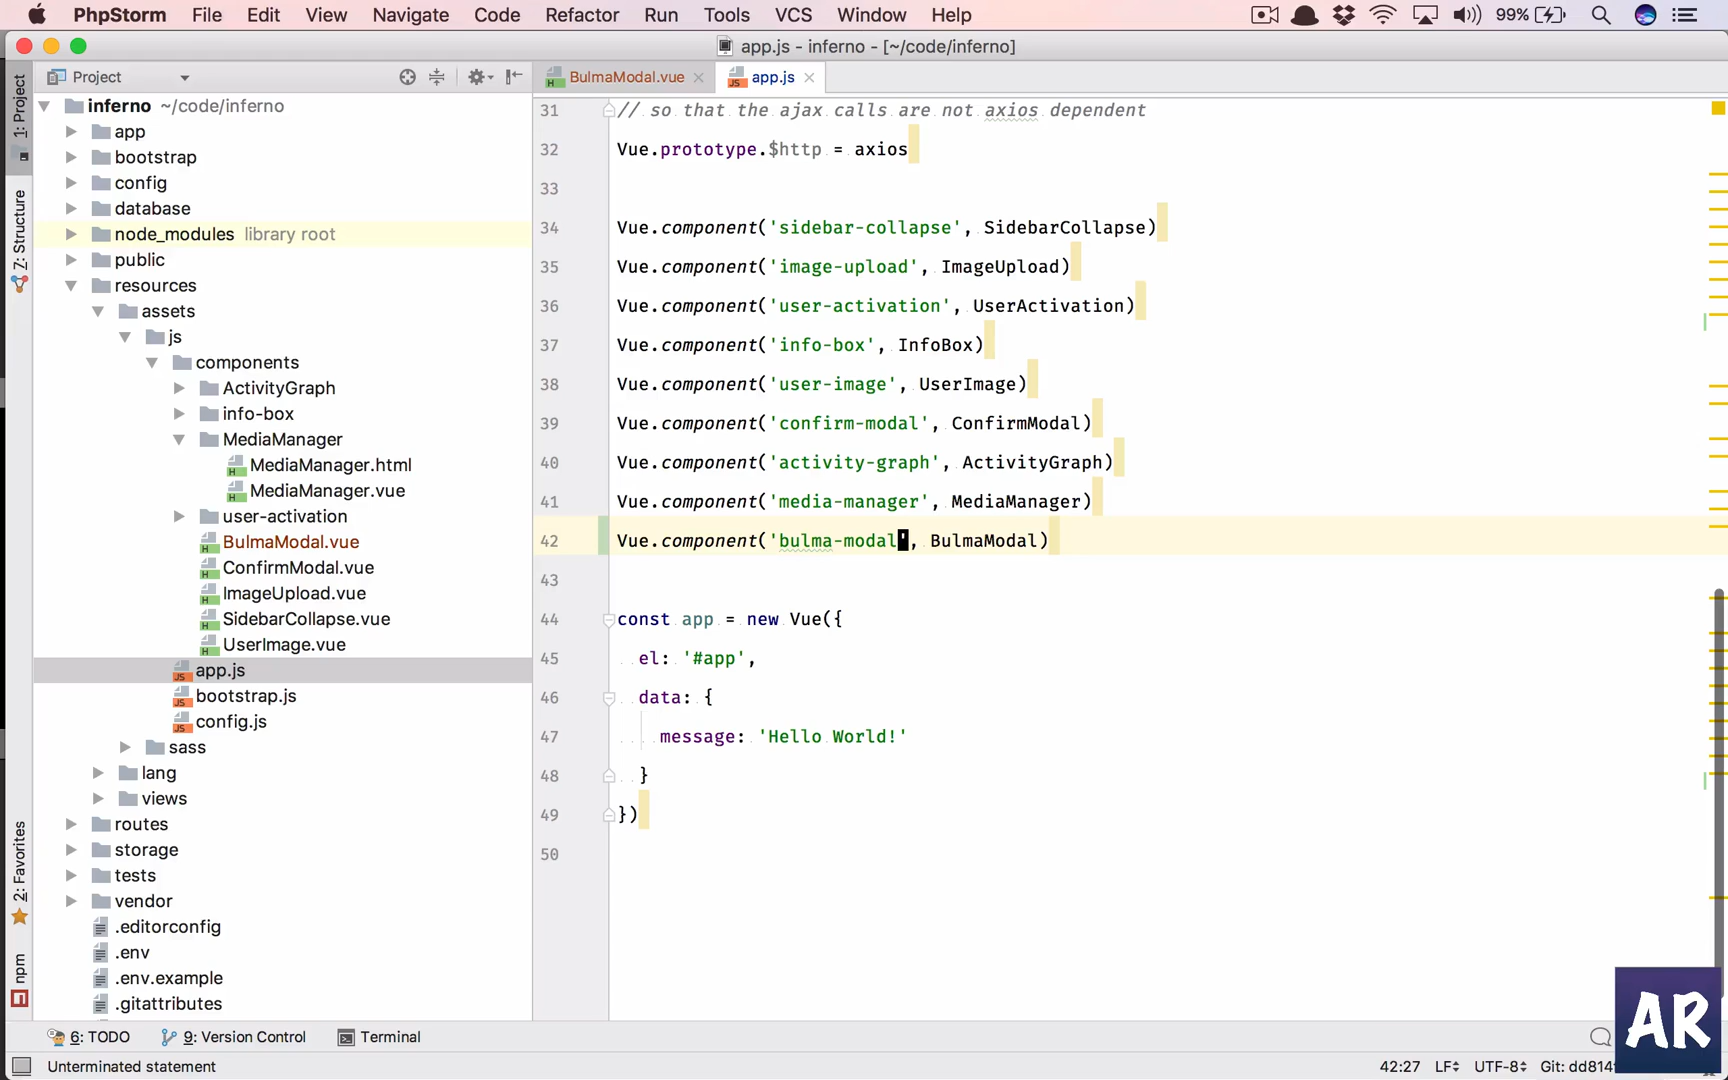 PhpStorm File Edit View Navigate Code Refactor Run Tools VCS Window Help 99%
app.js - inferno - [~/code/inferno]
Project
BulmaModal.vue app.js
1: Project
7: Structure
2: Favorites
npm
inferno ~/code/inferno
app
bootstrap
config
database
node_modules library root
public
resources
assets
js
components
ActivityGraph
info-box
MediaManager
MediaManager.html
MediaManager.vue
user-activation
BulmaModal.vue
ConfirmModal.vue
ImageUpload.vue
SidebarCollapse.vue
UserImage.vue
app.js
bootstrap.js
config.js
sass
lang
views
routes
storage
tests
vendor
.editorconfig
.env
.env.example
.gitattributes
31 // so that the ajax calls are not axios dependent
32 Vue.prototype.$http = axios
33
34 Vue.component('sidebar-collapse', SidebarCollapse)
35 Vue.component('image-upload', ImageUpload)
36 Vue.component('user-activation', UserActivation)
37 Vue.component('info-box', InfoBox)
38 Vue.component('user-image', UserImage)
39 Vue.component('confirm-modal', ConfirmModal)
40 Vue.component('activity-graph', ActivityGraph)
41 Vue.component('media-manager', MediaManager)
42 Vue.component('bulma-modal', BulmaModal)
43
44 const app = new Vue({
45 el: '#app',
46 data: {
47 message: 'Hello World!'
48 }
49 })
50
6: TODO 9: Version Control Terminal
Unterminated statement 42:27 LF UTF-8 Git: dd814
AR